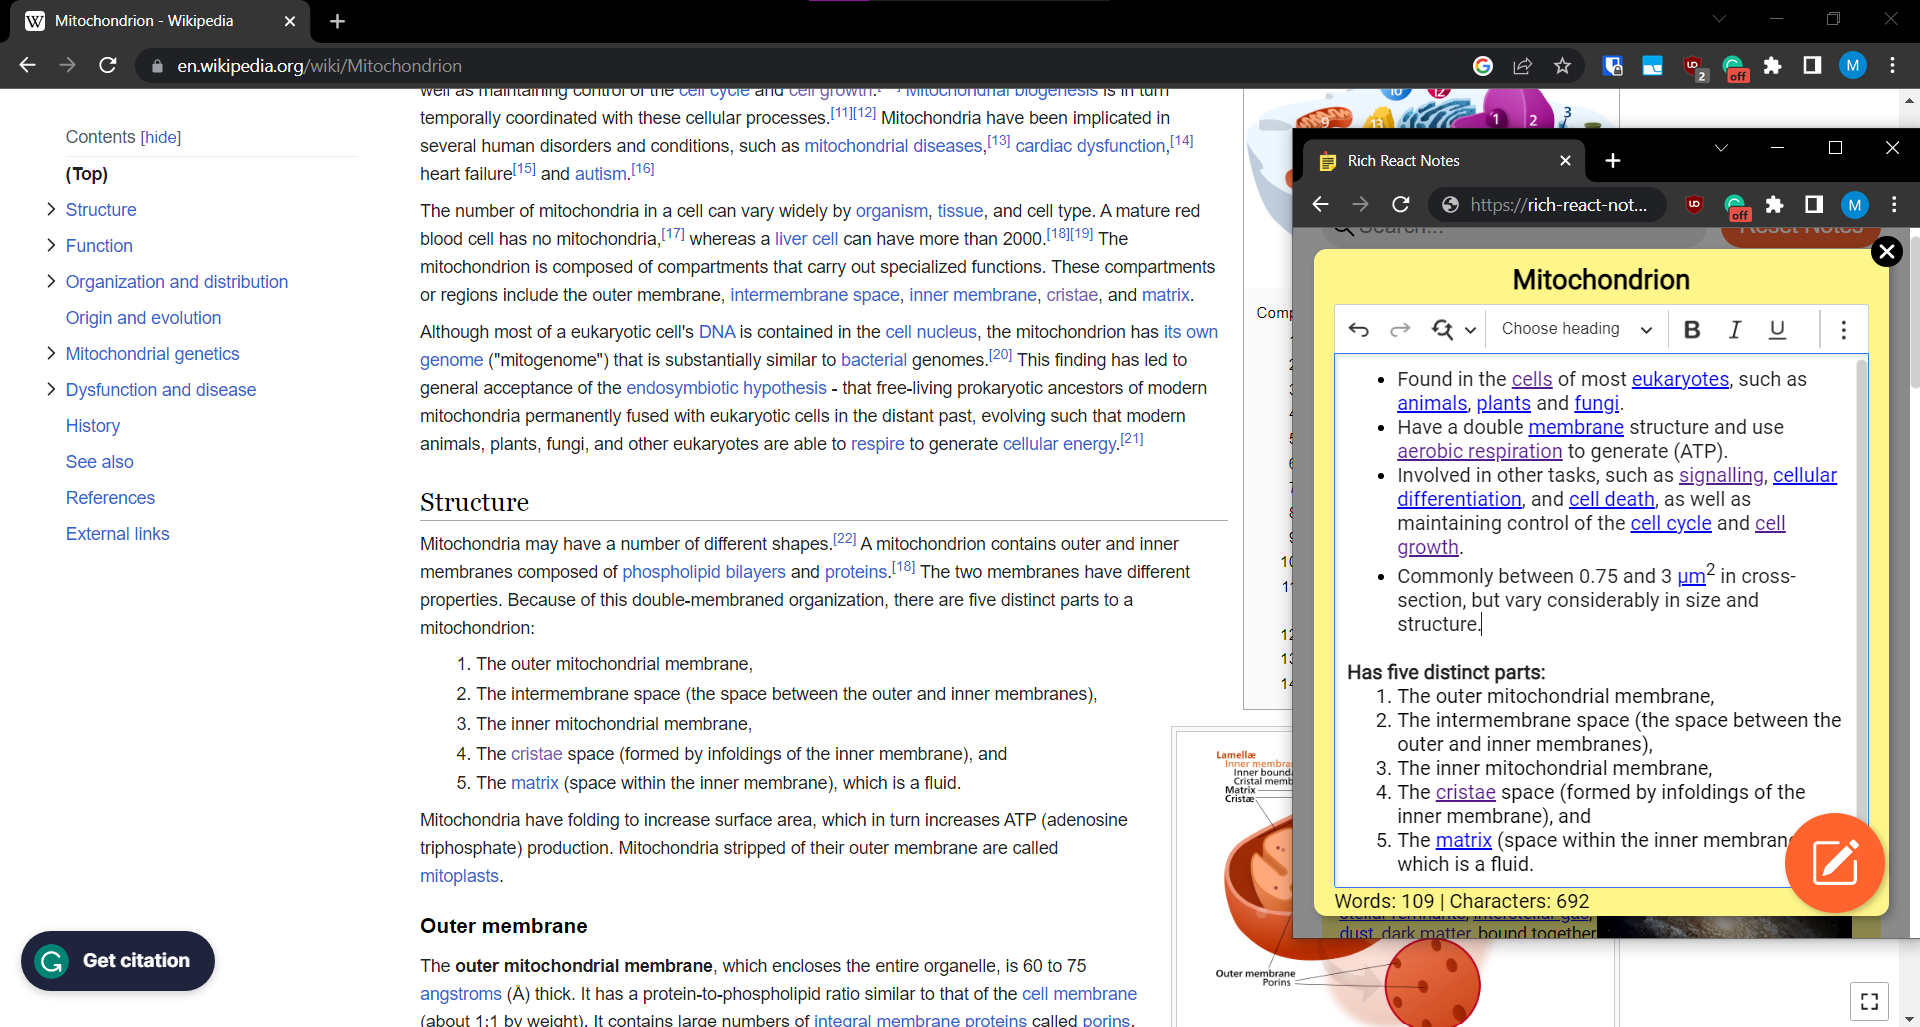 Mitochondrion - Wikipedia
en.wikipedia.org/wiki/Mitochondrion
2
off
M
Contents [hide]
(Top)
Structure
Function
Organization and distribution
Origin and evolution
Mitochondrial genetics
Dysfunction and disease
History
See also
References
External links
Get citation
well as maintaining control of the cell cycle and cell growth. Mitochondrial biogenesis is in turn
temporally coordinated with these cellular processes.[11][12] Mitochondria have been implicated in
several human disorders and conditions, such as mitochondrial diseases,[13] cardiac dysfunction,[14]
heart failure[15] and autism.[16]
The number of mitochondria in a cell can vary widely by organism, tissue, and cell type. A mature red
blood cell has no mitochondria,[17] whereas a liver cell can have more than 2000.[18][19] The
mitochondrion is composed of compartments that carry out specialized functions. These compartments
or regions include the outer membrane, intermembrane space, inner membrane, cristae, and matrix.
Although most of a eukaryotic cell's DNA is contained in the cell nucleus, the mitochondrion has its own
genome ("mitogenome") that is substantially similar to bacterial genomes.[20] This finding has led to
general acceptance of the endosymbiotic hypothesis - that free-living prokaryotic ancestors of modern
mitochondria permanently fused with eukaryotic cells in the distant past, evolving such that modern
animals, plants, fungi, and other eukaryotes are able to respire to generate cellular energy.[21]
Structure
Mitochondria may have a number of different shapes.[22] A mitochondrion contains outer and inner
membranes composed of phospholipid bilayers and proteins.[18] The two membranes have different
properties. Because of this double-membraned organization, there are five distinct parts to a
mitochondrion:
1. The outer mitochondrial membrane,
2. The intermembrane space (the space between the outer and inner membranes),
3. The inner mitochondrial membrane,
4. The cristae space (formed by infoldings of the inner membrane), and
5. The matrix (space within the inner membrane), which is a fluid.
Mitochondria have folding to increase surface area, which in turn increases ATP (adenosine
triphosphate) production. Mitochondria stripped of their outer membrane are called
mitoplasts.
Outer membrane
The outer mitochondrial membrane, which encloses the entire organelle, is 60 to 75
angstroms (Å) thick. It has a protein-to-phospholipid ratio similar to that of the cell membrane
(about 1:1 by weight). It contains large numbers of integral membrane proteins called porins.
9
13
10
12
1
2
3
Comp
10
11
12
13
14
Lamellæ
Inner membra
Inner bound
Cristal memb
Matrix
Cristæ
Outer membrane
Porins
Rich React Notes
https://rich-react-not...
off
M
Search...
Reset Notes
Mitochondrion
Choose heading
B I U
• Found in the cells of most eukaryotes, such as
animals, plants and fungi.
• Have a double membrane structure and use
aerobic respiration to generate (ATP).
• Involved in other tasks, such as signalling, cellular
differentiation, and cell death, as well as
maintaining control of the cell cycle and cell
growth.
• Commonly between 0.75 and 3 μm2 in cross-
section, but vary considerably in size and
structure.
Has five distinct parts:
1. The outer mitochondrial membrane,
2. The intermembrane space (the space between the
outer and inner membranes),
3. The inner mitochondrial membrane,
4. The cristae space (formed by infoldings of the
inner membrane), and
5. The matrix (space within the inner membran
which is a fluid.
Words: 109 | Characters: 692
stellar remnants, interstellar gas,
dust, dark matter, bound together